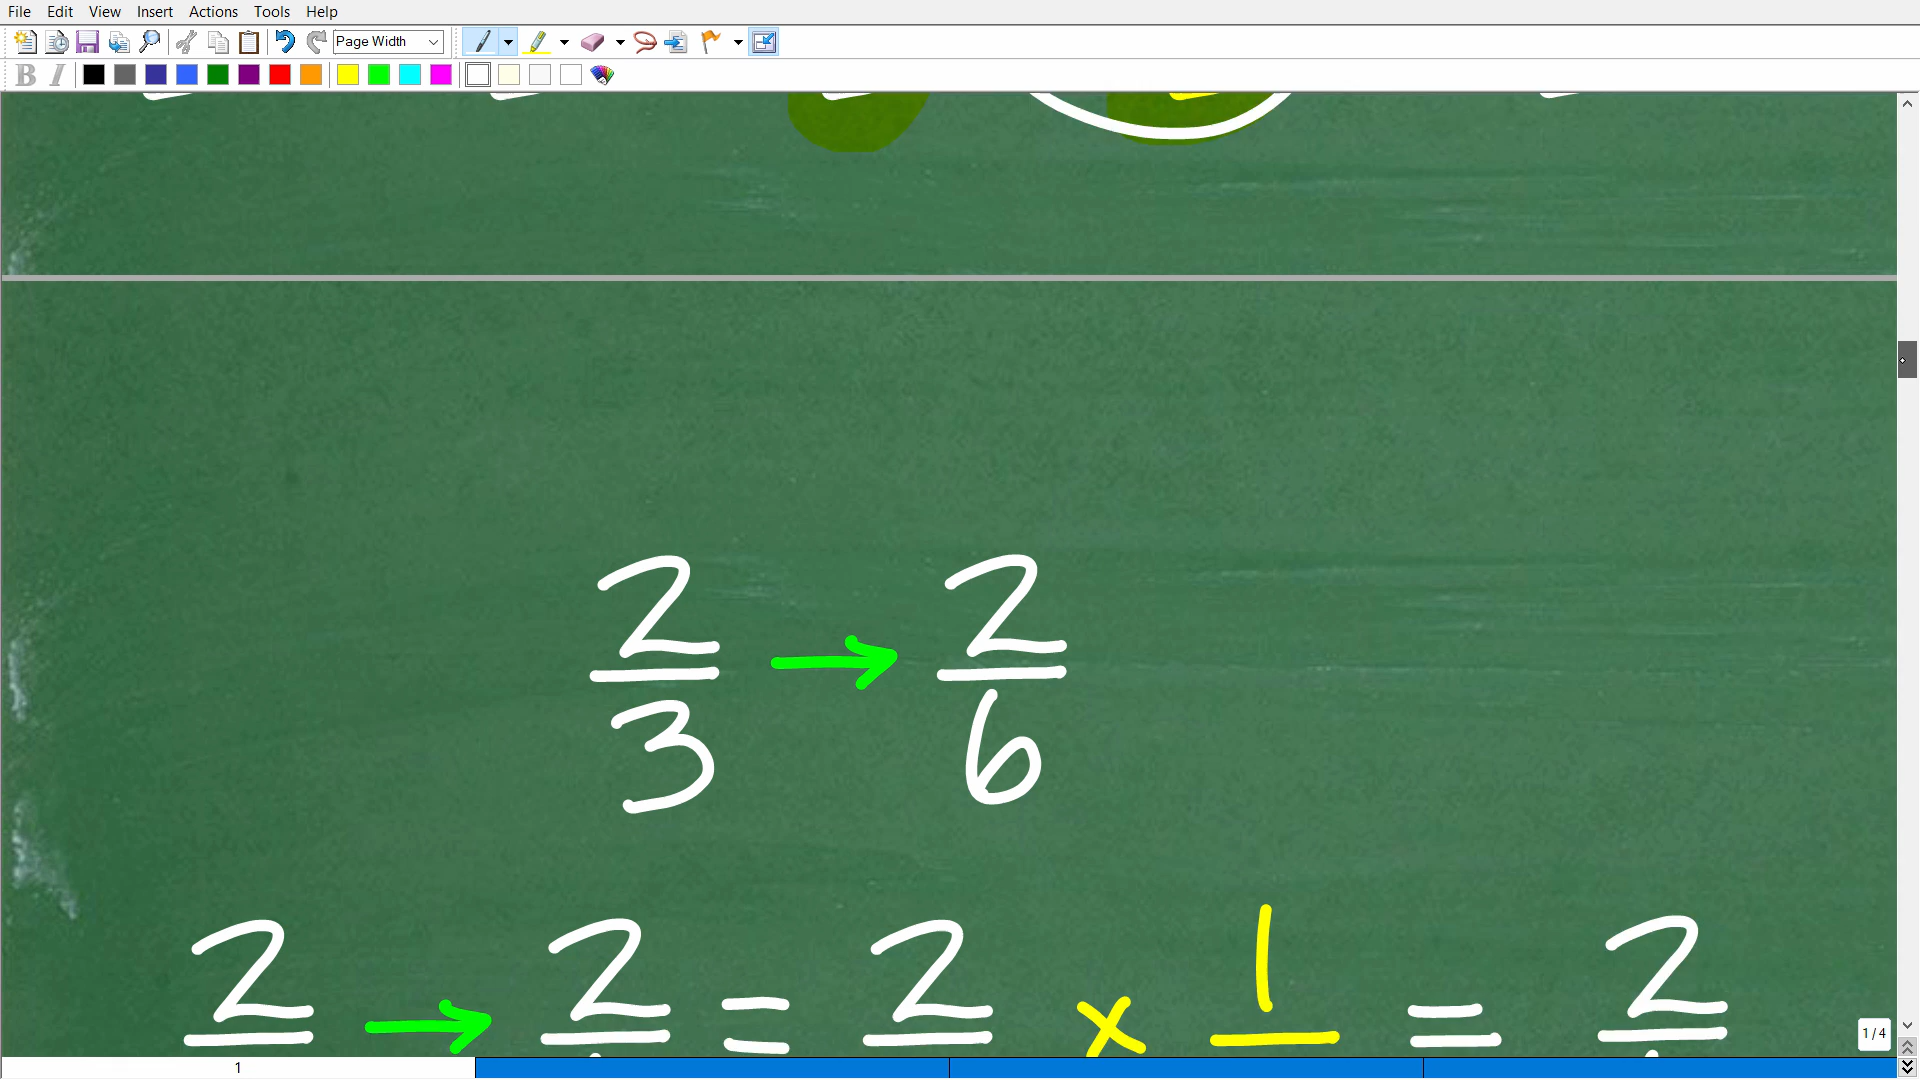 File Edit View Insert Actions Tools Help
Page Width
B I
2/3 → 2/6
2 → 2 = 2 × 1 = 2
1 / 4
1